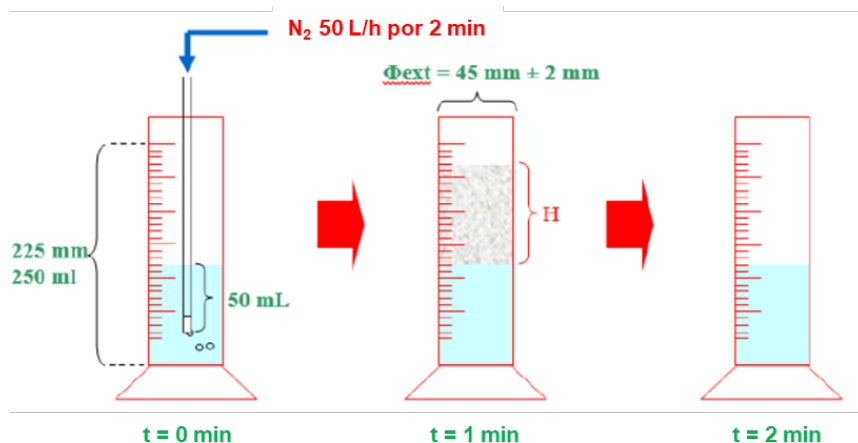 N₂ 50 L/h por 2 min
Φext = 45 mm ± 2 mm
225 mm
250 ml
50 mL
H
t = 0 min
t = 1 min
t = 2 min